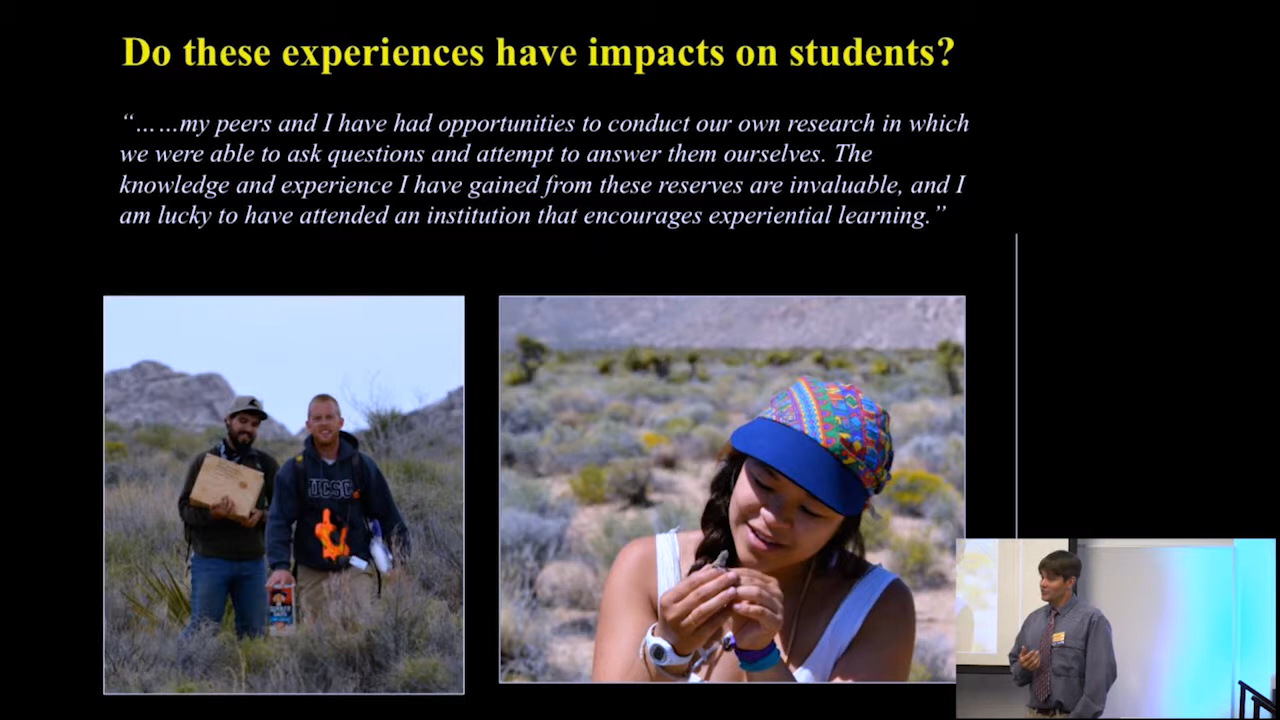 Do these experiences have impacts on students?
“……my peers and I have had opportunities to conduct our own research in which
we were able to ask questions and attempt to answer them ourselves. The
knowledge and experience I have gained from these reserves are invaluable, and I
am lucky to have attended an institution that encourages experiential learning.”
UCSC